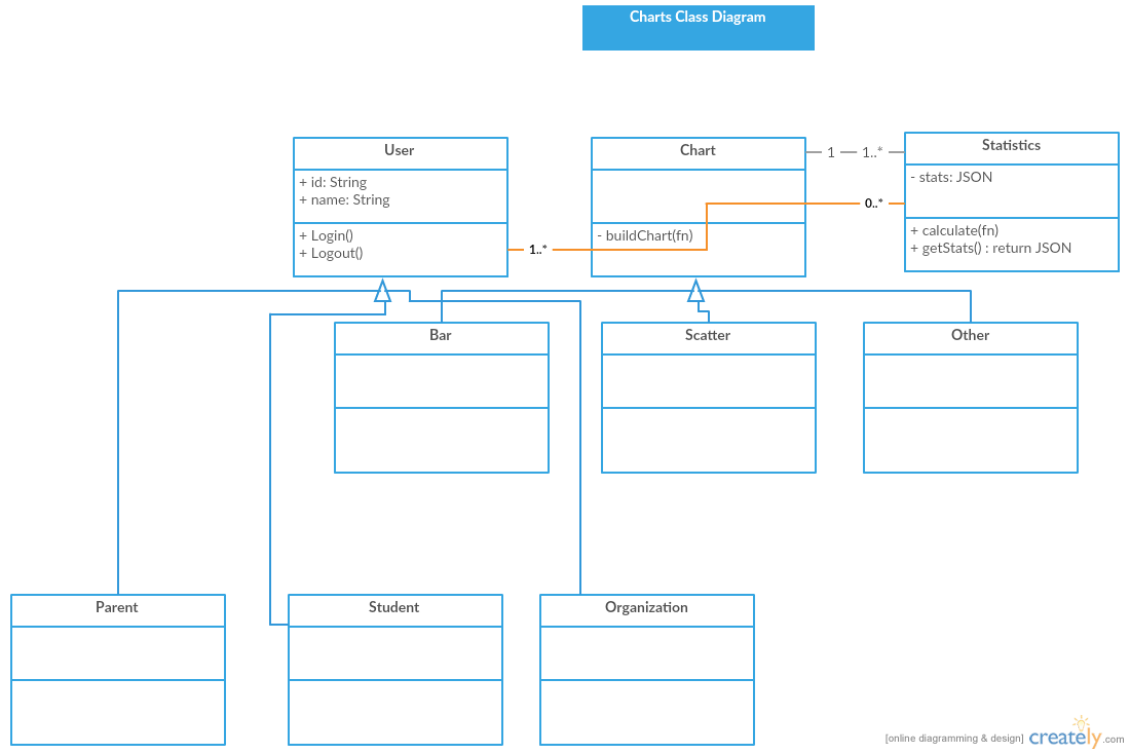 Charts Class Diagram
User
+ id: String
+ name: String
+ Login()
+ Logout()
Chart
- buildChart(fn)
Statistics
- stats: JSON
+ calculate(fn)
+ getStats() : return JSON
1
1..*
0..*
1..*
Bar
Scatter
Other
Parent
Student
Organization
[online diagramming & design] creately.com